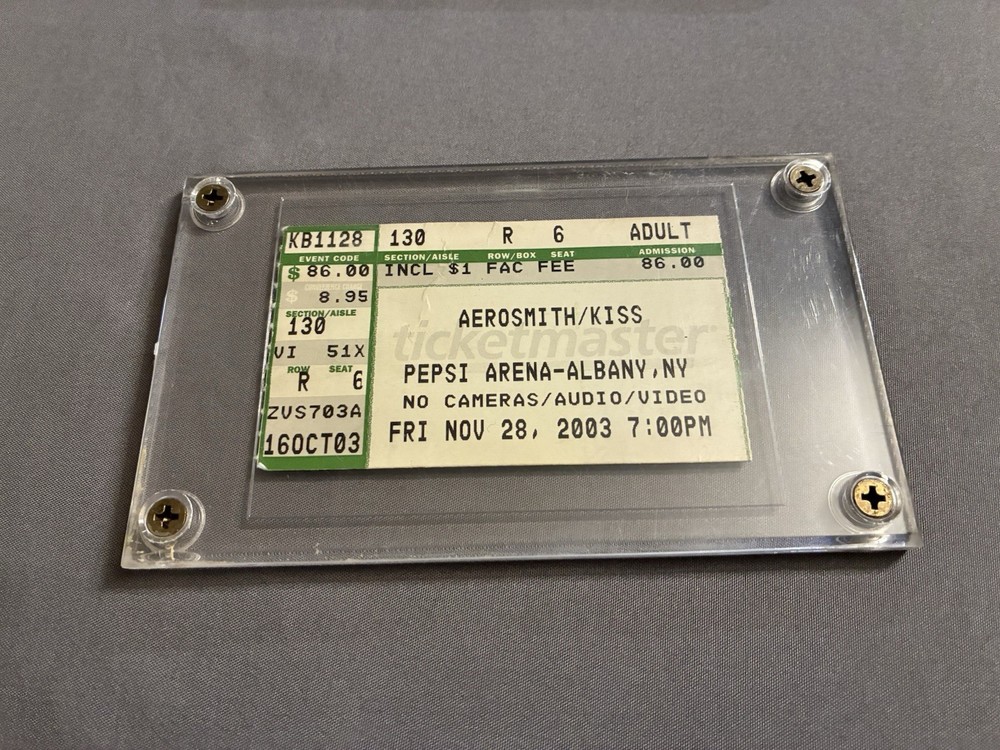 KB1128
EVENT CODE
$ 86.00
$ 8.95
SECTION/AISLE
130
VI 51X
ROW SEAT
R 6
ZVS703A
16OCT03
130 R 6 ADULT
SECTION/AISLE ROW/BOX SEAT ADMISSION
INCL $1 FAC FEE 86.00
AEROSMITH/KISS
ticketmaster
PEPSI ARENA-ALBANY,NY
NO CAMERAS/AUDIO/VIDEO
FRI NOV 28, 2003 7:00PM